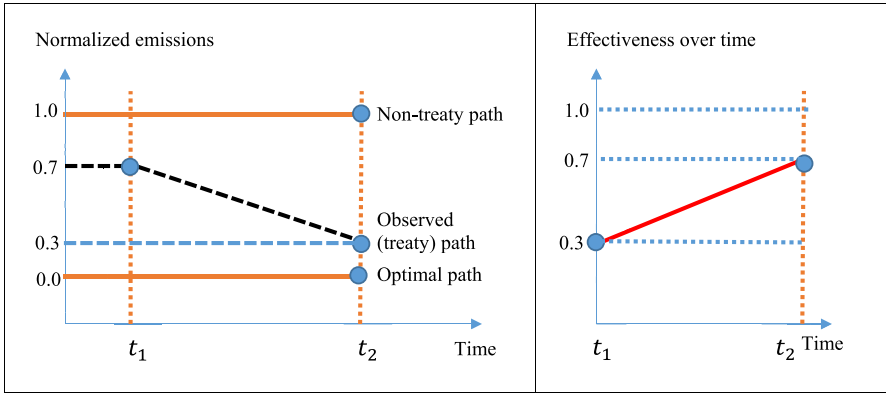 Normalized emissions
1.0
Non-treaty path
0.7
Observed
(treaty) path
0.3
Optimal path
0.0
t₁
t₂
Time
Effectiveness over time
1.0
0.7
0.3
t₁
t₂
Time